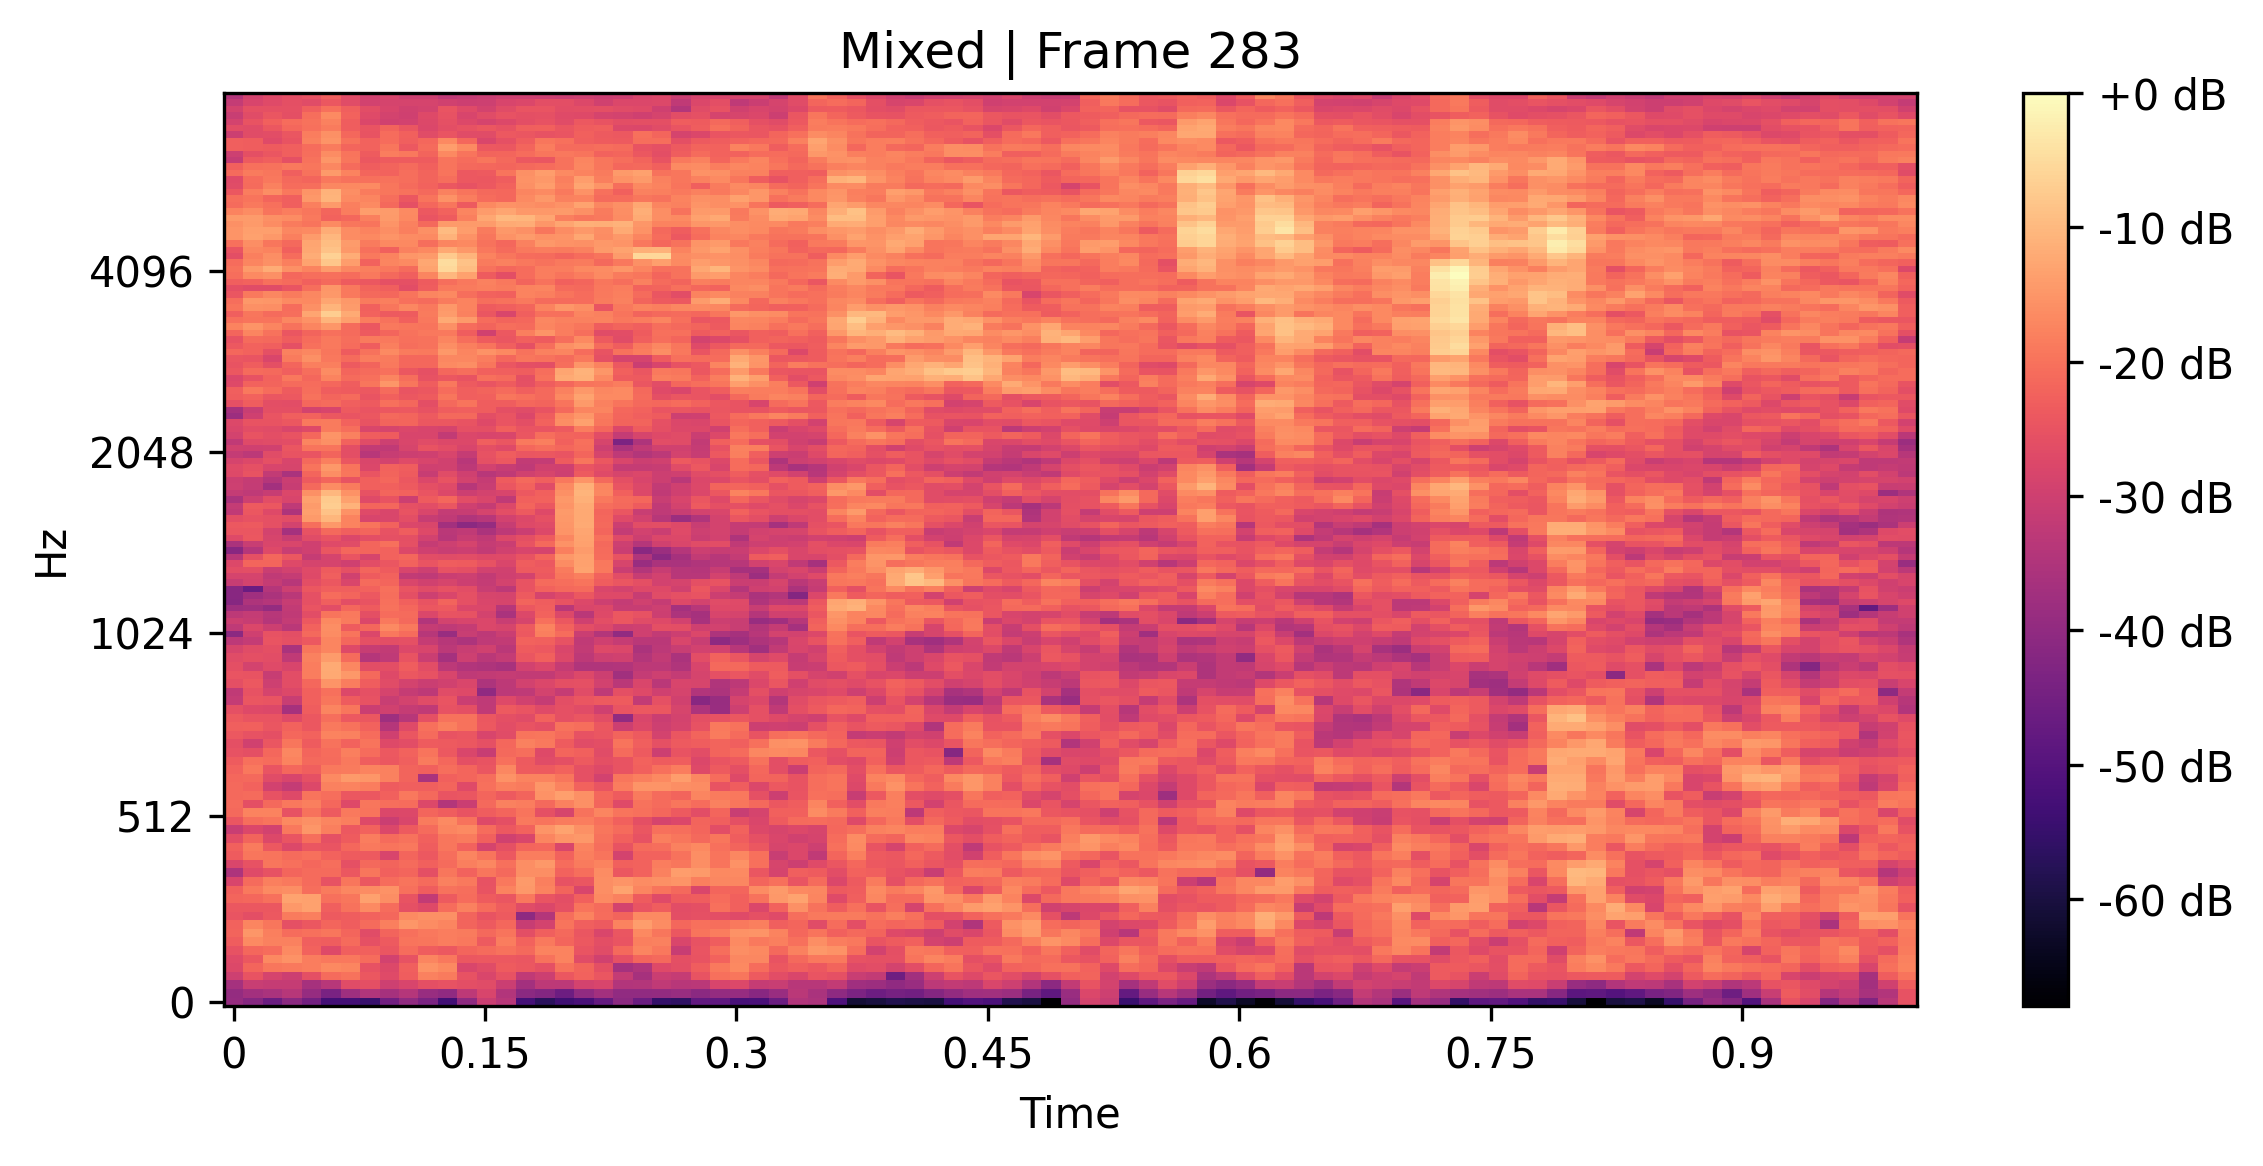 Mixed | Frame 283
Hz
4096
2048
1024
512
0
0 0.15 0.3 0.45 0.6 0.75 0.9
Time
+0 dB
-10 dB
-20 dB
-30 dB
-40 dB
-50 dB
-60 dB